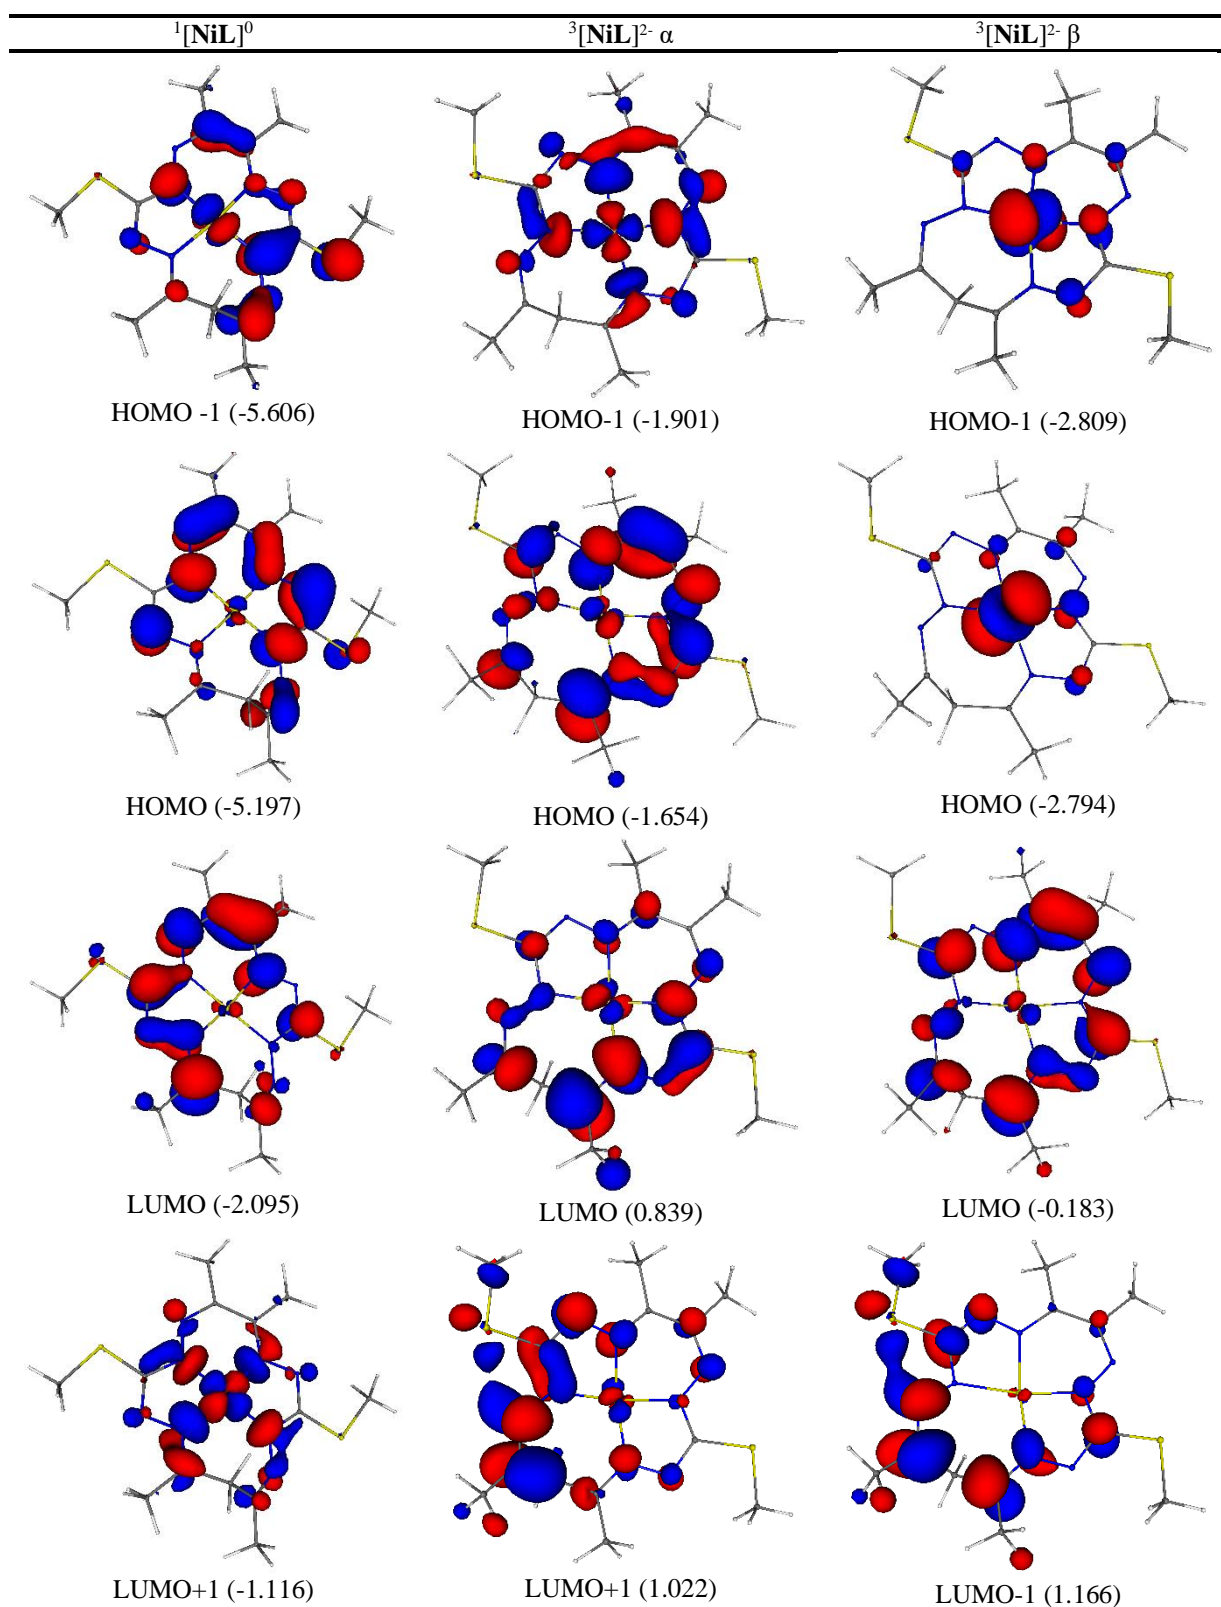 ¹[NiL]⁰ ³[NiL]²⁻ α ³[NiL]²⁻ β
HOMO -1 (-5.606) HOMO-1 (-1.901) HOMO-1 (-2.809)
HOMO (-5.197) HOMO (-1.654) HOMO (-2.794)
LUMO (-2.095) LUMO (0.839) LUMO (-0.183)
LUMO+1 (-1.116) LUMO+1 (1.022) LUMO-1 (1.166)